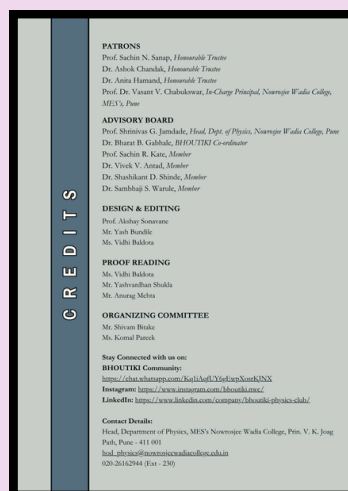 CREDITS
PATRONS
Prof. Sachin N. Sanap, Honourable Trustee
Dr. Ashok Chandak, Honourable Trustee
Dr. Anita Hamand, Honourable Trustee
Prof. Dr. Vasant V. Chabukswar, In-Charge Principal, Nowrosjee Wadia College,
MES's, Pune
ADVISORY BOARD
Prof. Shrinivas G. Jamdade, Head, Dept. of Physics, Nowrosjee Wadia College, Pune
Dr. Bharat B. Gabhale, BHOUTIKI Co-ordinator
Prof. Sachin R. Kate, Member
Dr. Vivek V. Antad, Member
Dr. Shashikant D. Shinde, Member
Dr. Sambhaji S. Warule, Member
DESIGN & EDITING
Prof. Akshay Sonavane
Mr. Yash Bundile
Ms. Vidhi Baldota
PROOF READING
Ms. Vidhi Baldota
Mr. Yashvardhan Shukla
Mr. Anurag Mehta
ORGANIZING COMMITTEE
Mr. Shivam Bitake
Ms. Komal Pareek
Stay Connected with us on:
BHOUTIKI Community:
Instagram: https://www.instagram.com/bhoutiki.nwc/
LinkedIn: https://www.linkedin.com/company/bhoutiki-physics-club/
Contact Details:
Head, Department of Physics, MES's Nowrosjee Wadia College, Prin. V. K. Joag
Path, Pune - 411 001
hod_physics@nowrosjeewadiacollege.edu.in
020-26162944 (Ext - 230)